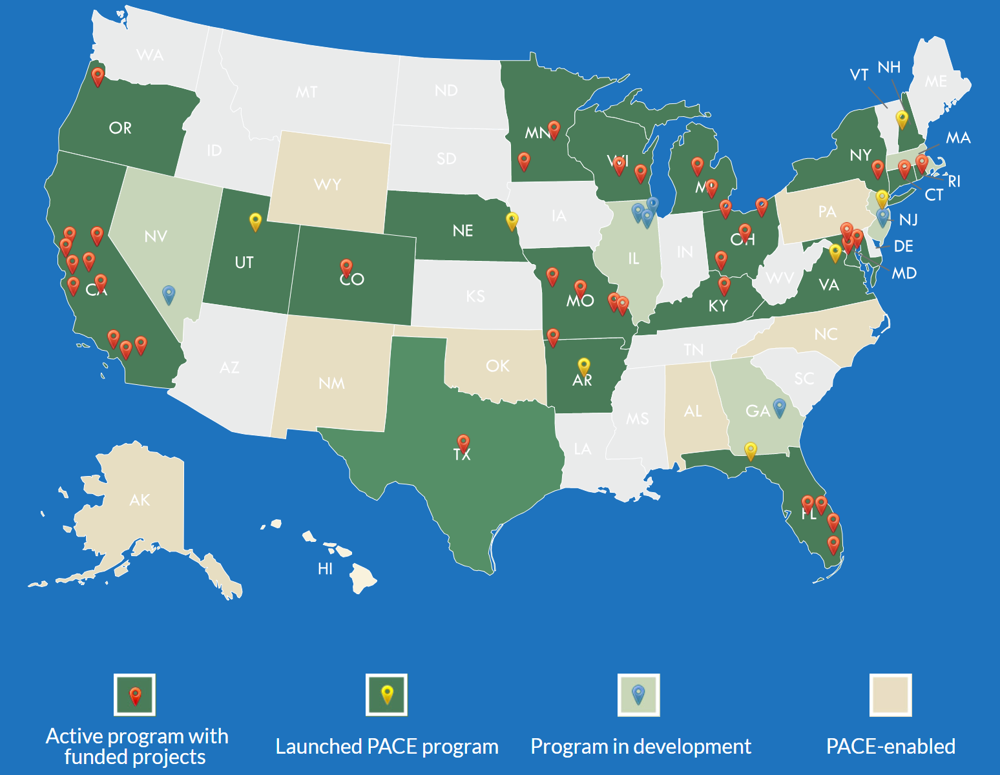 WA
MT
ND
MN
VT
NH
ME
OR
ID
SD
WI
MI
NY
MA
WY
RI
CT
NV
NE
IA
PA
NJ
UT
CO
IL
IN
OH
DE
MD
CA
KS
MO
KY
WV
VA
AZ
NM
OK
AR
TN
NC
SC
MS
AL
GA
TX
LA
AK
HI
FL
Active program with
funded projects
Launched PACE program
Program in development
PACE-enabled